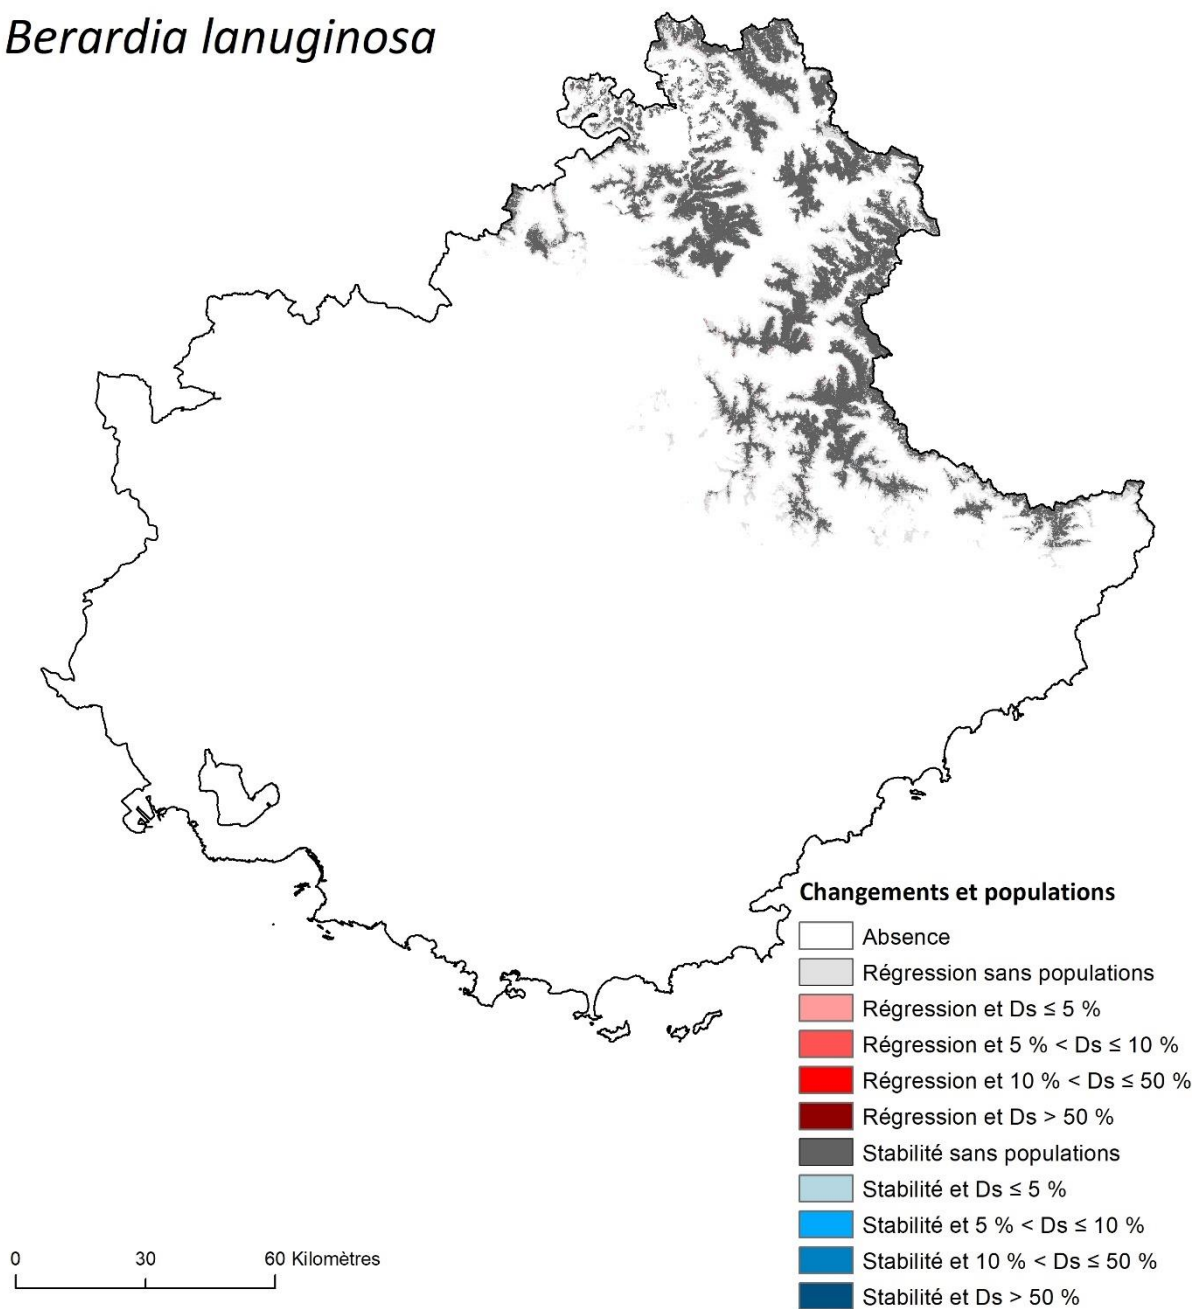 Berardia lanuginosa
Changements et populations
Absence
Régression sans populations
Régression et Ds ≤ 5 %
Régression et 5 % < Ds ≤ 10 %
Régression et 10 % < Ds ≤ 50 %
Régression et Ds > 50 %
Stabilité sans populations
Stabilité et Ds ≤ 5 %
Stabilité et 5 % < Ds ≤ 10 %
Stabilité et 10 % < Ds ≤ 50 %
Stabilité et Ds > 50 %
0 30 60 Kilomètres